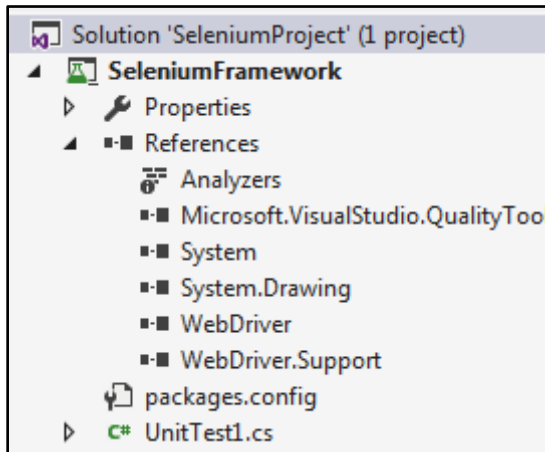 Solution 'SeleniumProject' (1 project)
SeleniumFramework
Properties
References
Analyzers
Microsoft.VisualStudio.QualityToo
System
System.Drawing
WebDriver
WebDriver.Support
packages.config
C# UnitTest1.cs